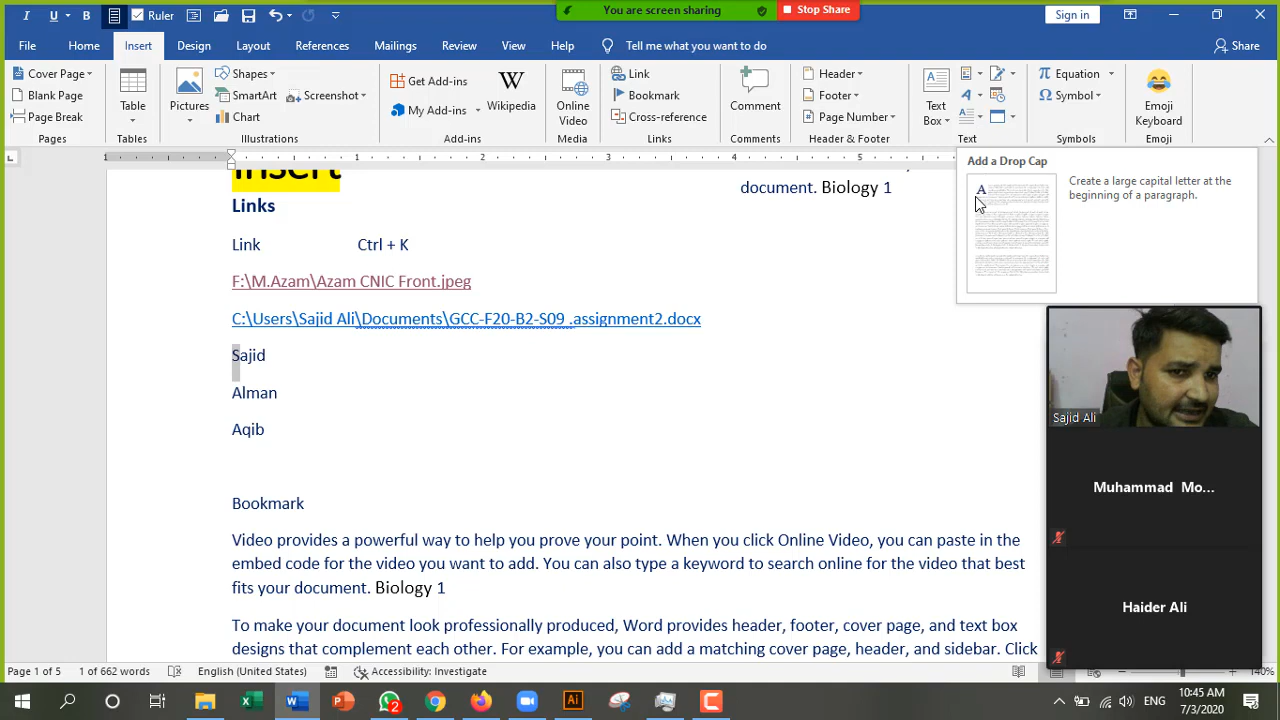 I U B Ruler
You are screen sharing
Stop Share
Sign in
File Home Insert Design Layout References Mailings Review View Help Tell me what you want to do Share
Cover Page
Blank Page
Page Break
Pages
Table
Tables
Pictures
Shapes
SmartArt
Chart
Screenshot
Illustrations
Get Add-ins
My Add-ins
W
Wikipedia
Add-ins
Online
Video
Media
Link
Bookmark
Cross-reference
Links
Comment
Comments
Header
Footer
Page Number
Header & Footer
Text
Box
Text
Equation
Symbol
Symbols
Emoji
Keyboard
Emoji
1 1 2 3 4 5
Add a Drop Cap
A
Create a large capital letter at the
beginning of a paragraph.
Insert
document. Biology 1
Links
Link Ctrl + K
F:\M.Azam\Azam CNIC Front.jpeg
C:\Users\Sajid Ali\Documents\GCC-F20-B2-S09 .assignment2.docx
Sajid
Alman
Aqib
Bookmark
Video provides a powerful way to help you prove your point. When you click Online Video, you can paste in the
embed code for the video you want to add. You can also type a keyword to search online for the video that best
fits your document. Biology 1
To make your document look professionally produced, Word provides header, footer, cover page, and text box
designs that complement each other. For example, you can add a matching cover page, header, and sidebar. Click
Sajid Ali
Muhammad Mo...
Haider Ali
Page 1 of 5 1 of 662 words English (United States) Accessibility: Investigate 140%
2 ENG
10:45 AM
7/3/2020